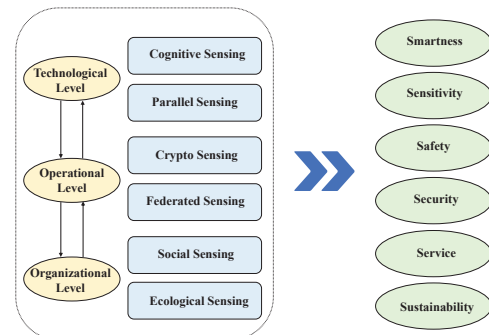 Cognitive Sensing
Technological
Level
Parallel Sensing
Crypto Sensing
Operational
Level
Federated Sensing
Social Sensing
Organizational
Level
Ecological Sensing
Smartness
Sensitivity
Safety
Security
Service
Sustainability